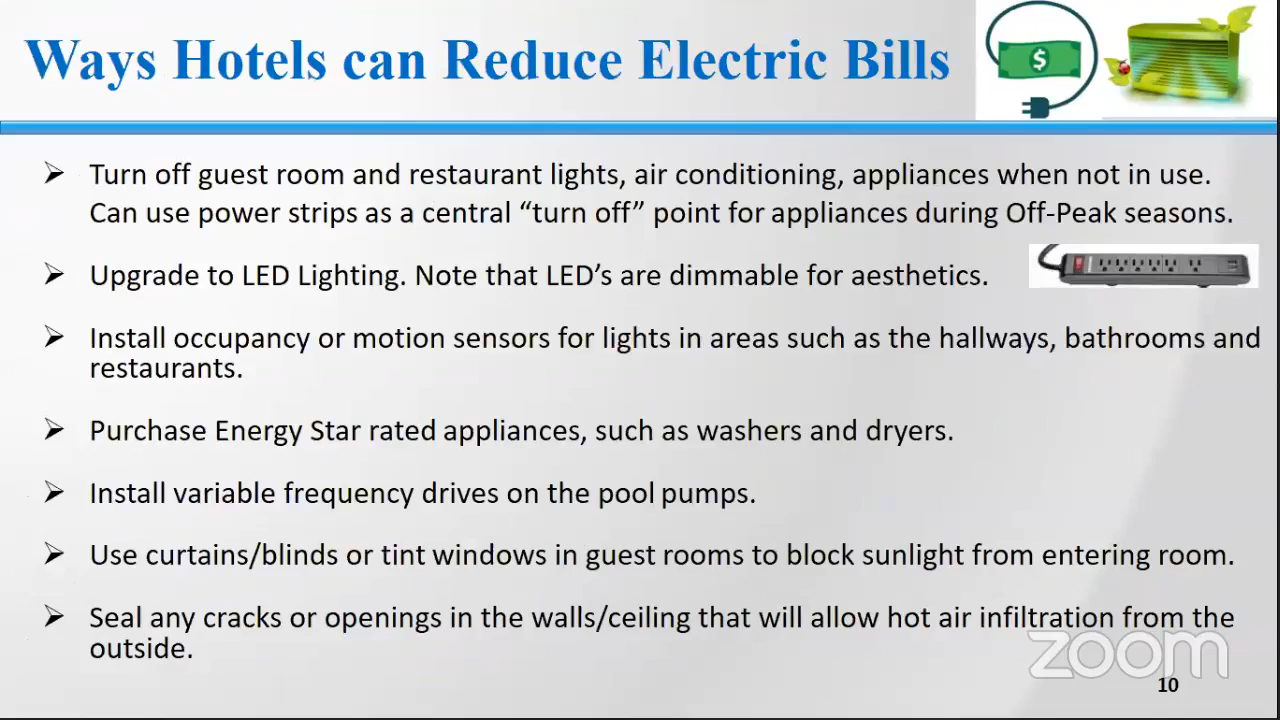 Ways Hotels can Reduce Electric Bills
$
➢ Turn off guest room and restaurant lights, air conditioning, appliances when not in use.
Can use power strips as a central “turn off” point for appliances during Off-Peak seasons.
➢ Upgrade to LED Lighting. Note that LED’s are dimmable for aesthetics.
➢ Install occupancy or motion sensors for lights in areas such as the hallways, bathrooms and
restaurants.
➢ Purchase Energy Star rated appliances, such as washers and dryers.
➢ Install variable frequency drives on the pool pumps.
➢ Use curtains/blinds or tint windows in guest rooms to block sunlight from entering room.
➢ Seal any cracks or openings in the walls/ceiling that will allow hot air infiltration from the
outside.
zoom
10